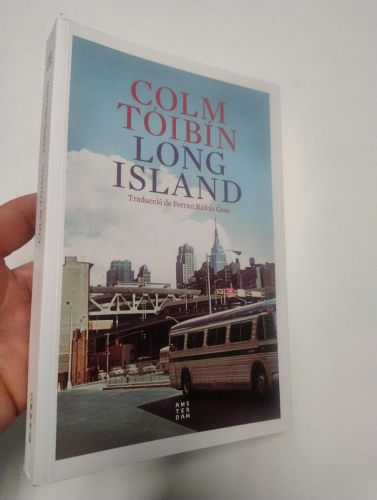 COLM
TÓIBÍN
LONG
ISLAND
Traducció de Ferran Ràfols Gesa
AMS
TER
DAM